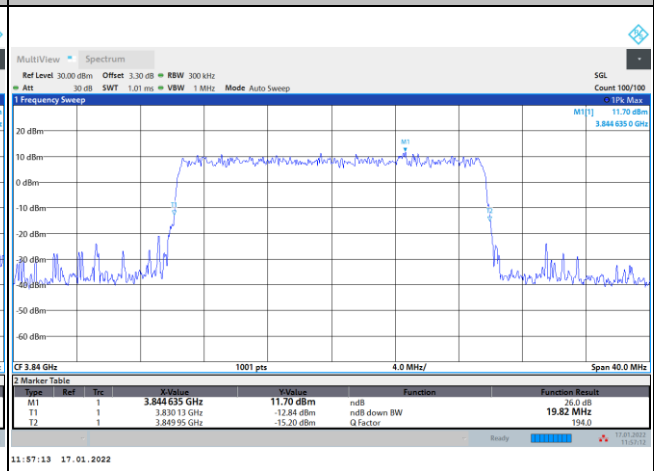 MultiView Spectrum
Ref Level 30.00 dBm Offset 3.30 dB RBW 300 kHz SGL
Att 30 dB SWT 1.01 ms VBW 1 MHz Mode Auto Sweep Count 100/100
1 Frequency Sweep 1Pk Max
M1[1] 11.70 dBm
3.844 635 0 GHz
M1
20 dBm
10 dBm
0 dBm
T1
T2
-10 dBm
-20 dBm
-30 dBm
-40 dBm
-50 dBm
-60 dBm
CF 3.84 GHz 1001 pts 4.0 MHz/ Span 40.0 MHz
2 Marker Table
Type Ref Trc X-Value Y-Value Function Function Result
M1 1 3.844 635 GHz 11.70 dBm ndB 26.0 dB
T1 1 3.830 13 GHz -12.84 dBm ndB down BW 19.82 MHz
T2 1 3.849 95 GHz -15.20 dBm Q Factor 194.0
Ready 17.01.2022
11:57:12
11:57:13 17.01.2022